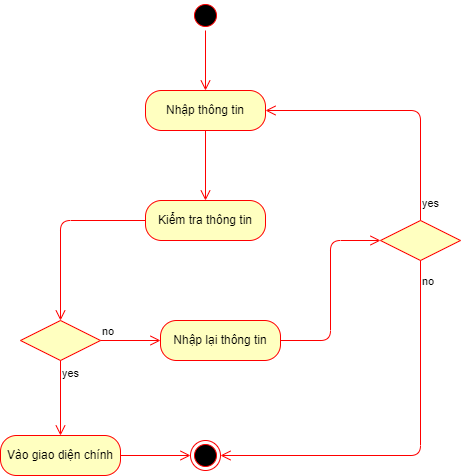 Nhập thông tin
yes
Kiểm tra thông tin
no
no
Nhập lại thông tin
yes
Vào giao diện chính